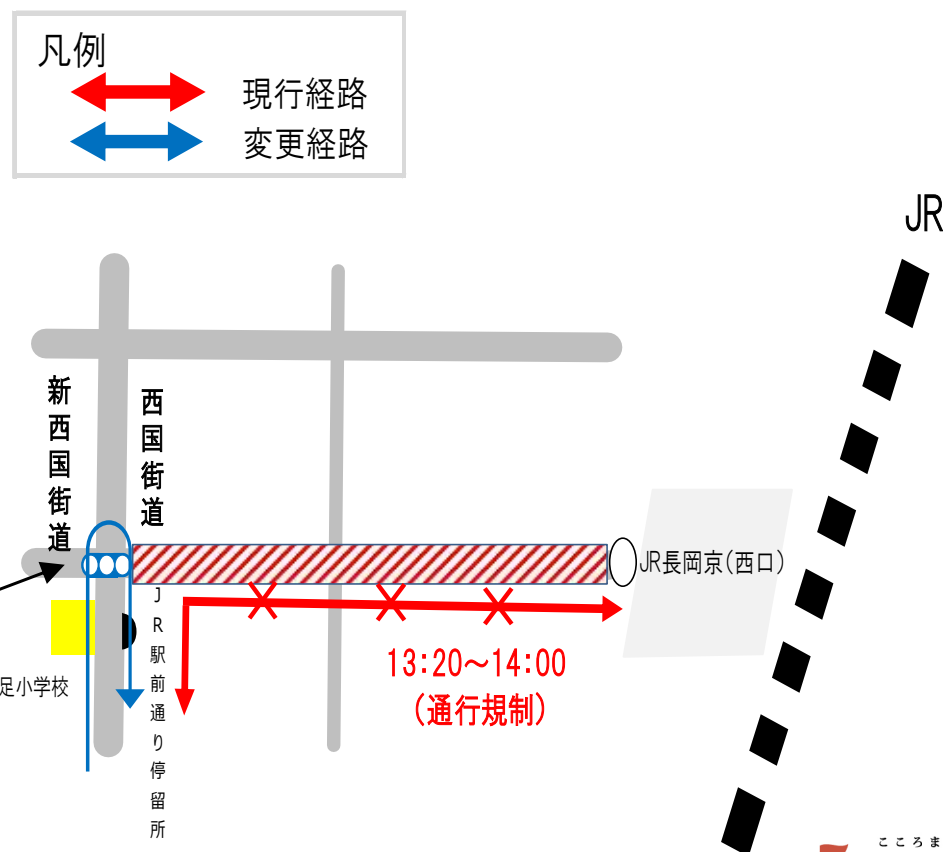 凡例
現行経路
変更経路
JR
新西国街道
西国街道
JR長岡京(西口)
JR駅前通り停留所
足小学校
13:20～14:00
(通行規制)
こころま